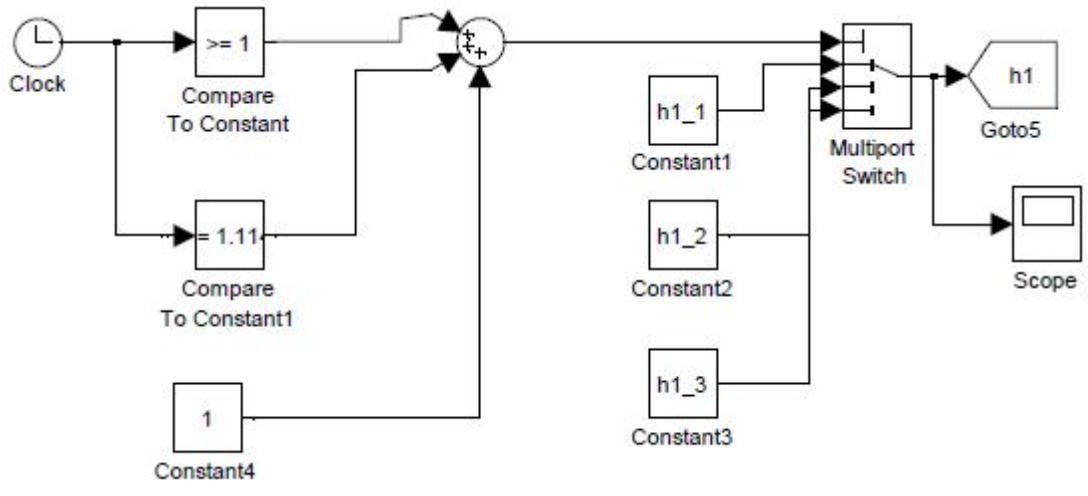 Clock
>= 1
Compare
To Constant
= 1.11
Compare
To Constant1
1
Constant4
+
+
+
h1_1
Constant1
h1_2
Constant2
h1_3
Constant3
Multiport
Switch
h1
Goto5
Scope